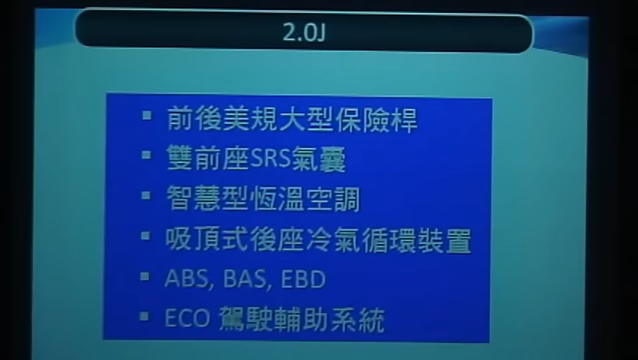 2.0J
▪ 前後美規大型保險桿
▪ 雙前座SRS氣囊
▪ 智慧型恆溫空調
▪ 吸頂式後座冷氣循環裝置
▪ ABS, BAS, EBD
▪ ECO 駕駛輔助系統